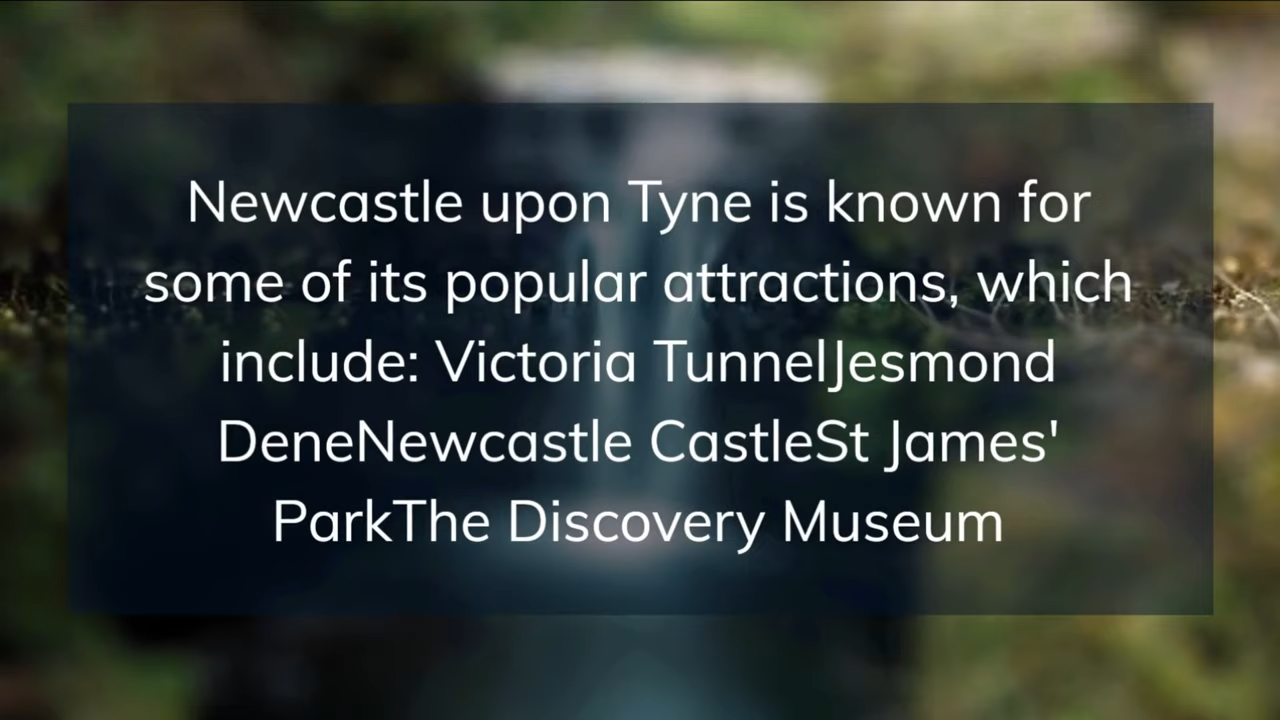 Newcastle upon Tyne is known for
some of its popular attractions, which
include: Victoria TunnelJesmond
DeneNewcastle CastleSt James'
ParkThe Discovery Museum